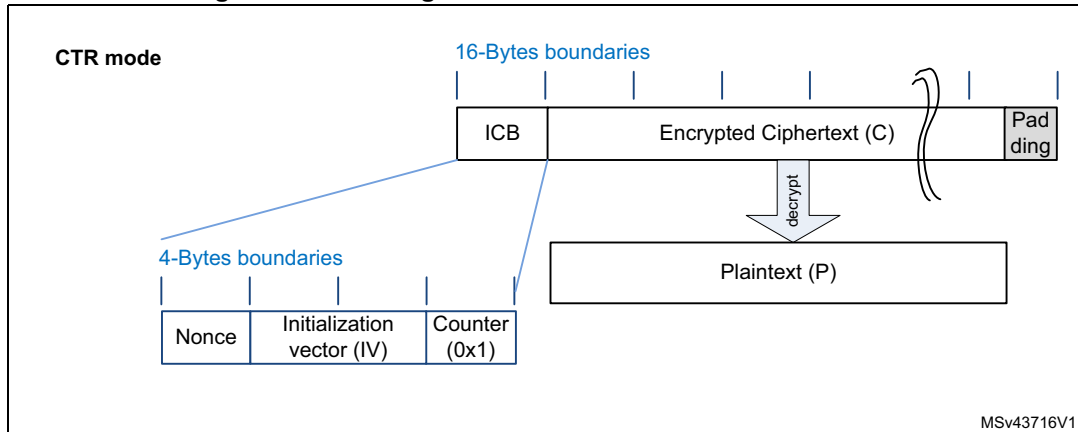 CTR mode
16-Bytes boundaries
ICB
Encrypted Ciphertext (C)
Pad
ding
decrypt
4-Bytes boundaries
Plaintext (P)
Nonce
Initialization
vector (IV)
Counter
(0x1)
MSv43716V1